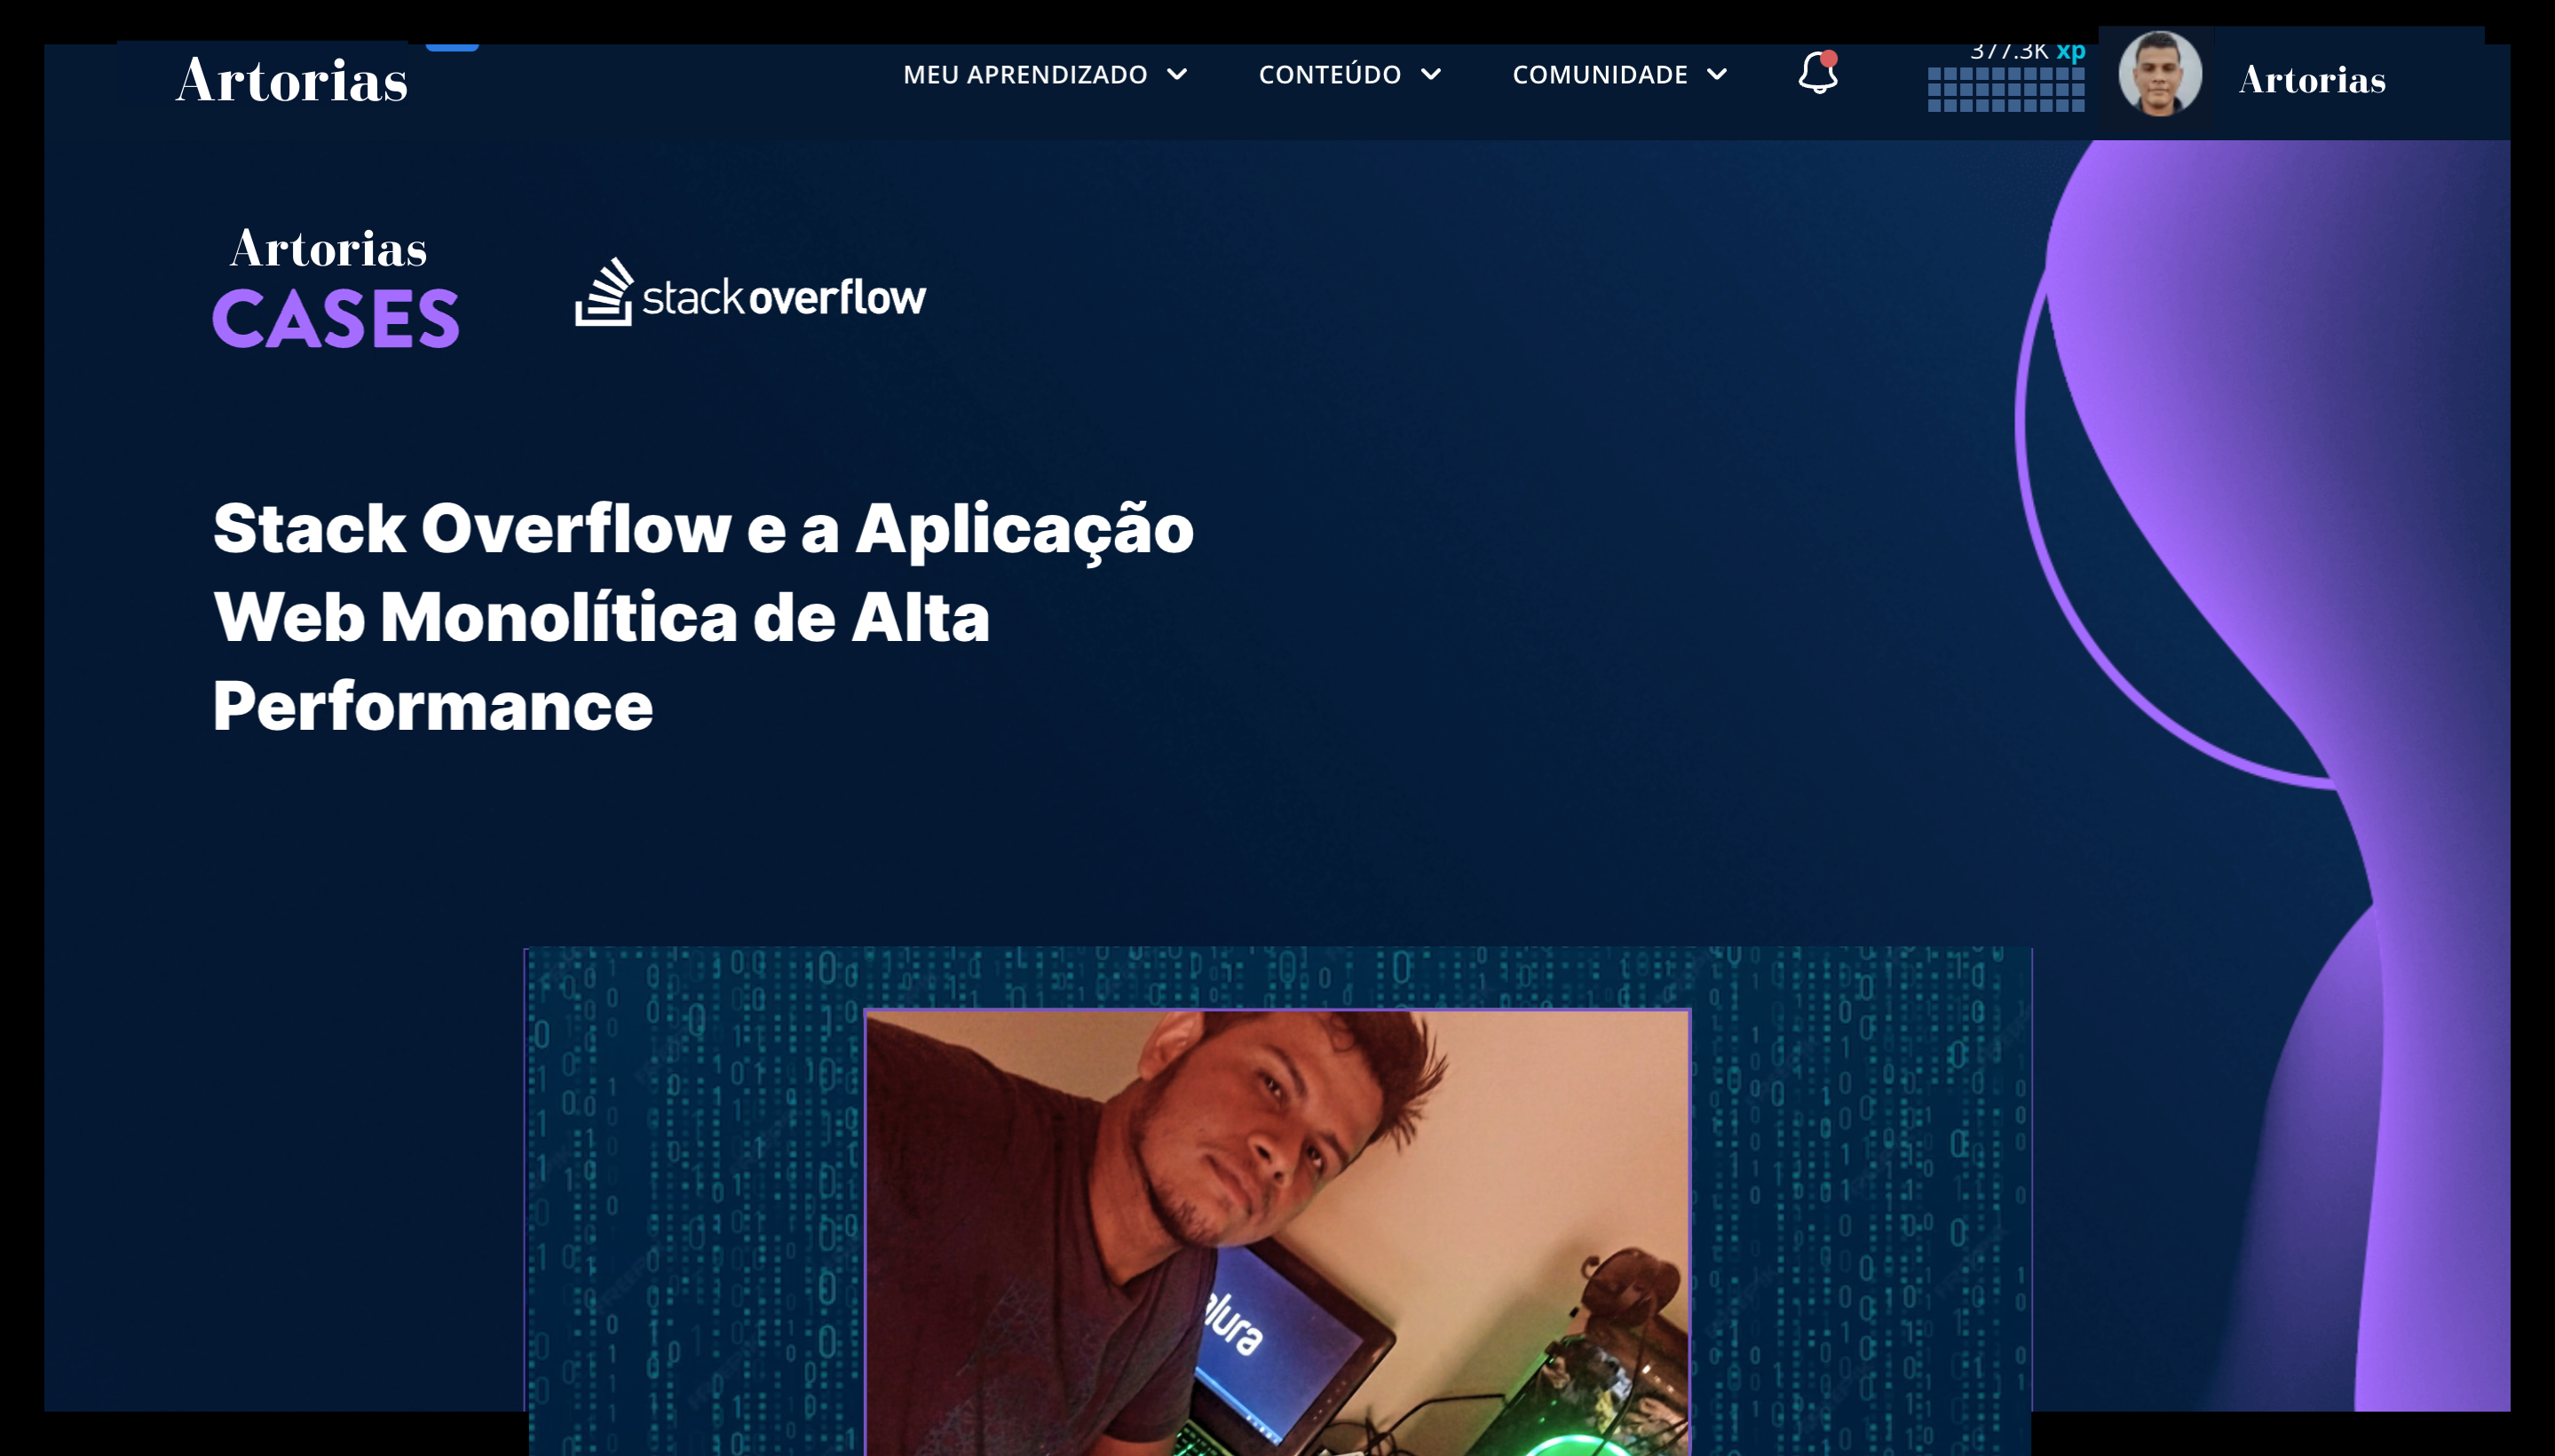 Artorias
MEU APRENDIZADO
CONTEÚDO
COMUNIDADE
377.3K xp
Artorias
Artorias
CASES
stackoverflow
Stack Overflow e a Aplicação
Web Monolítica de Alta
Performance
alura